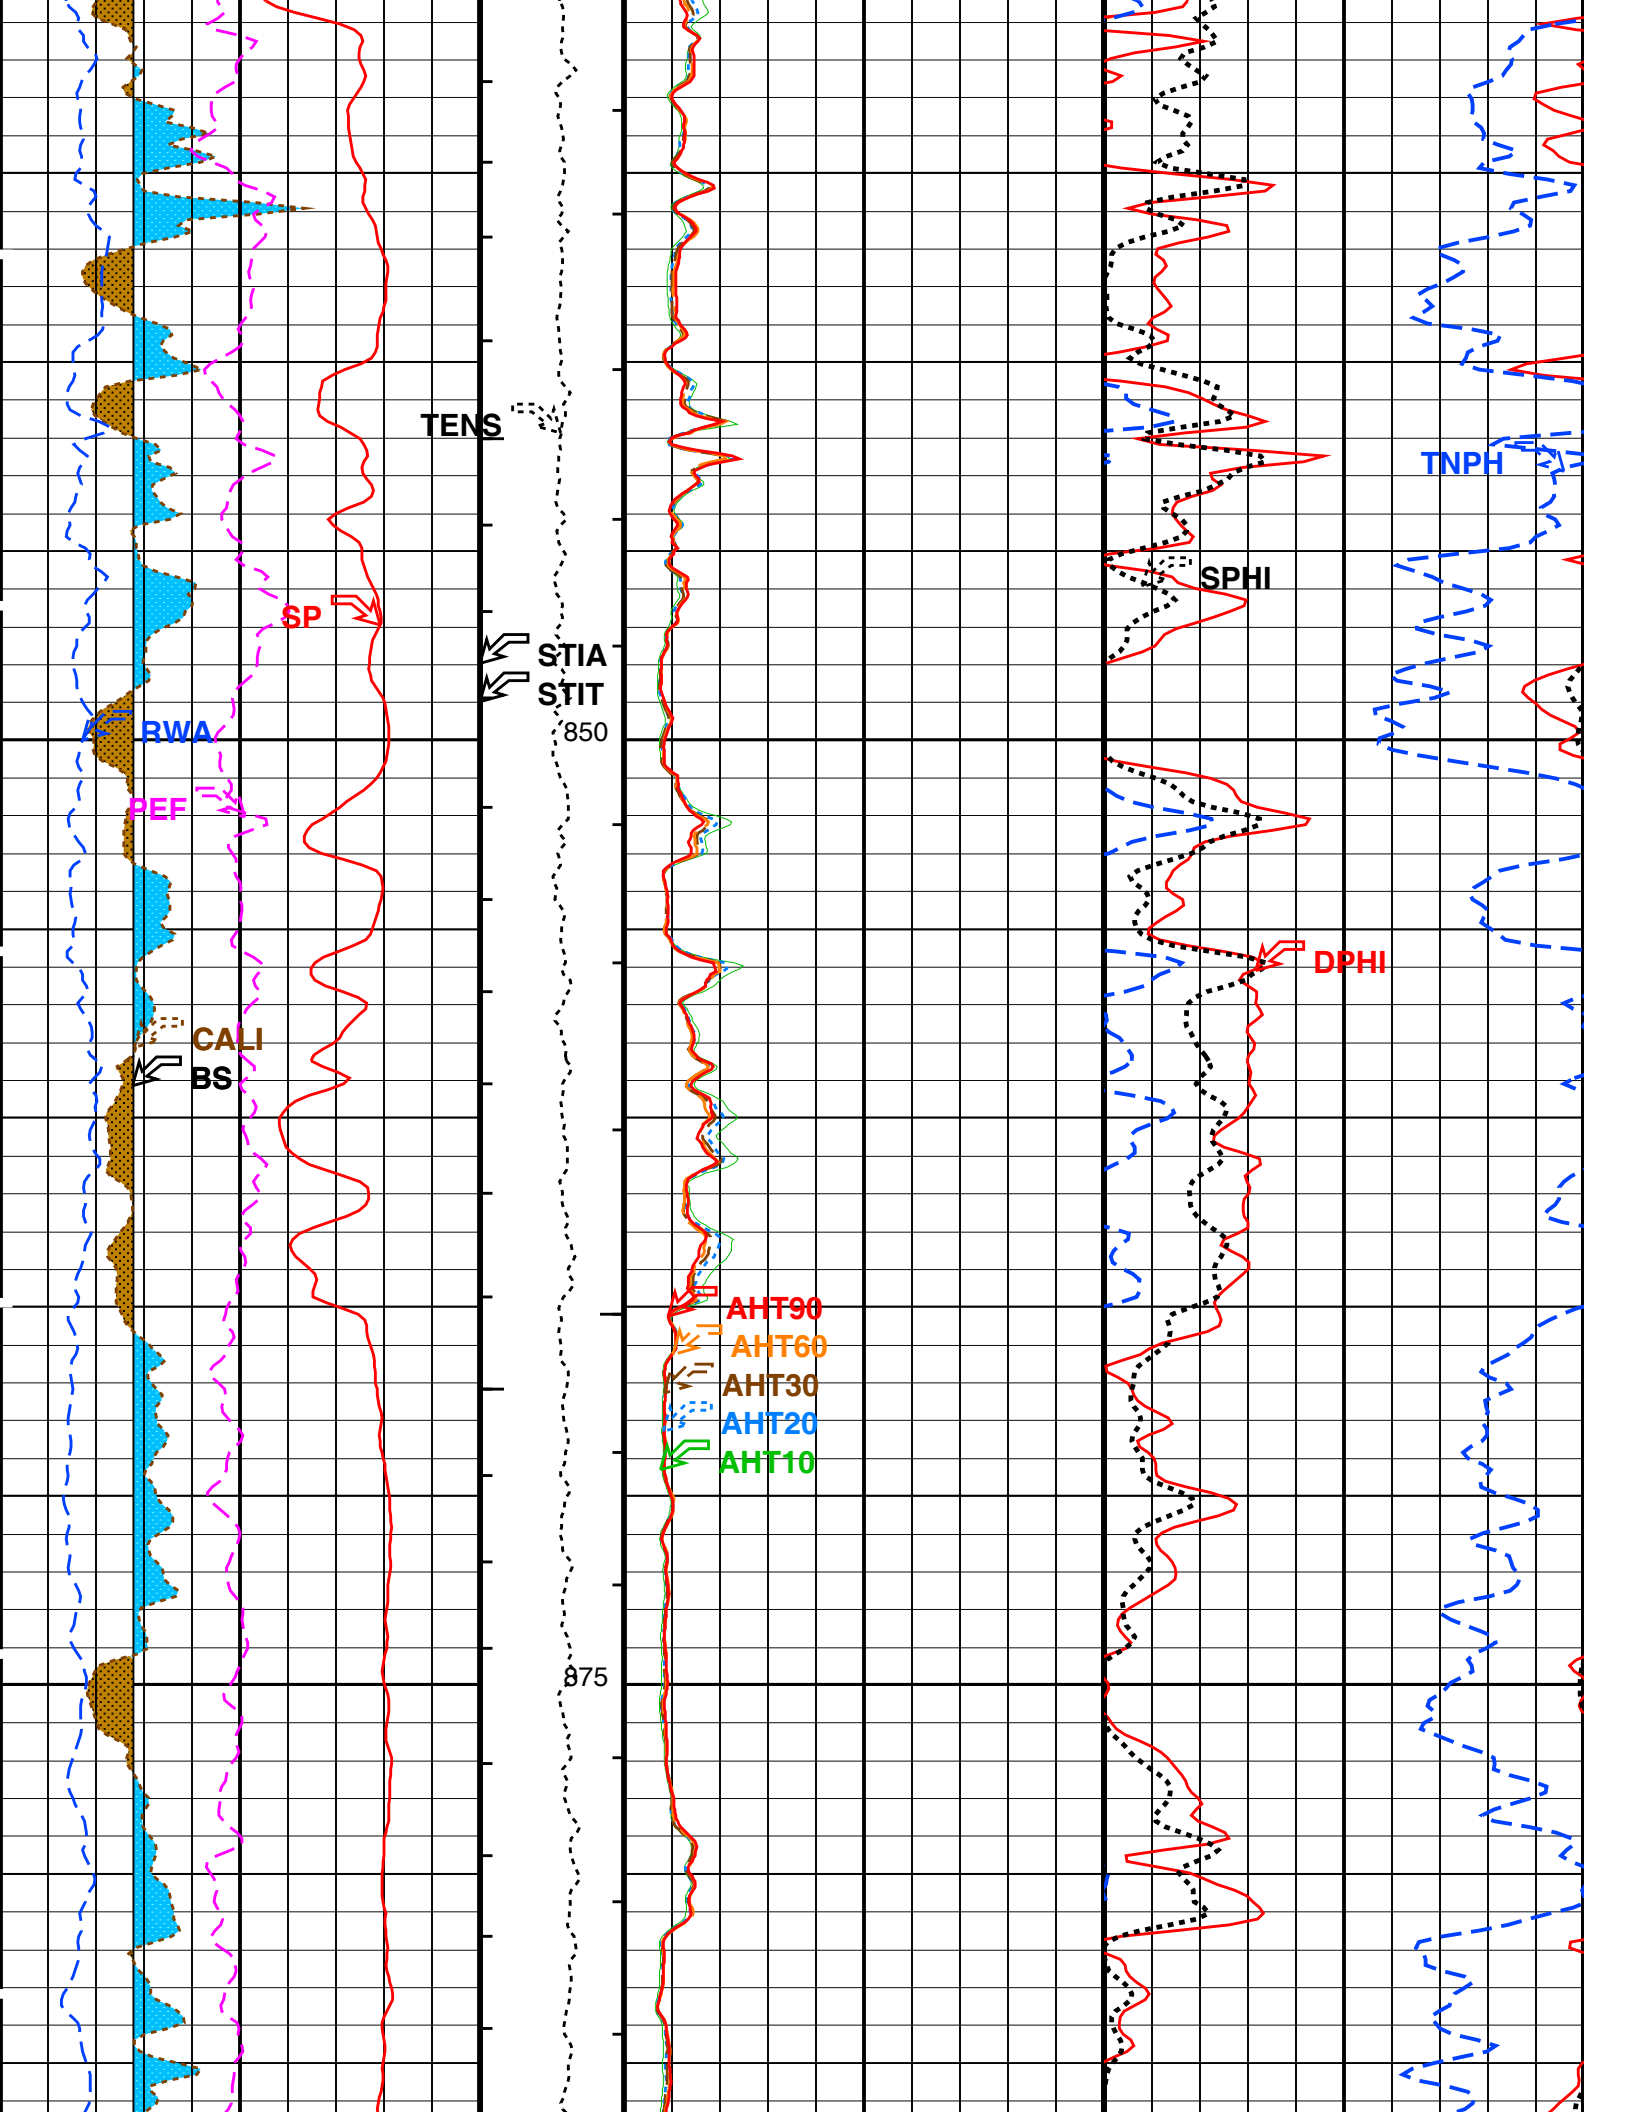 TENS
TNPH
SPHI
SP
STIA
STIT
RWA
850
PEF
DPHI
CALI
BS
AHT90
AHT60
AHT30
AHT20
AHT10
875